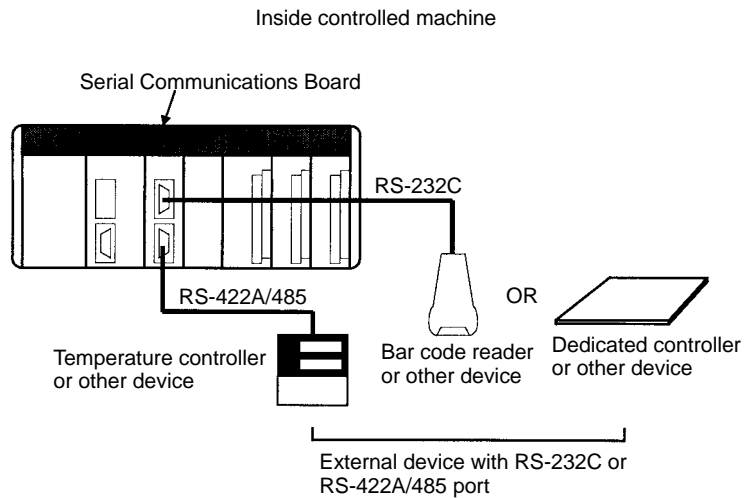 Inside controlled machine
Serial Communications Board
RS-232C
RS-422A/485
OR
Temperature controller
or other device
Bar code reader
or other device
Dedicated controller
or other device
External device with RS-232C or
RS-422A/485 port